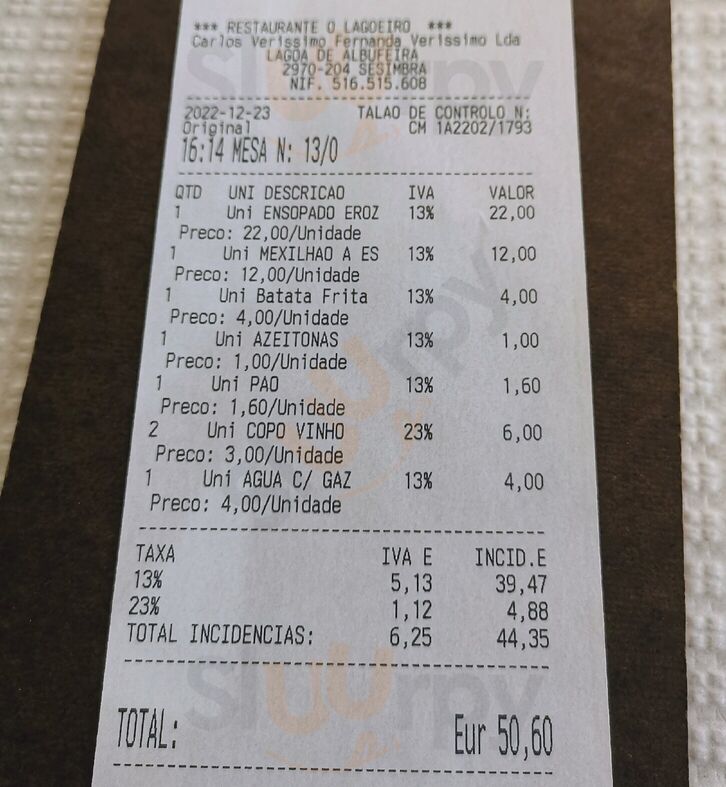 *** RESTAURANTE O LAGOEIRO ***
Carlos Verissimo Fernanda Verissimo Lda
LAGOA DE ALBUFEIRA
2970-204 SESIMBRA
NIF. 516.515.608
2022-12-23 TALAO DE CONTROLO N:
Original CM 1A2202/1793
16:14 MESA N: 13/0
QTD UNI DESCRICAO IVA VALOR
1 Uni ENSOPADO EROZ 13% 22,00
Preco: 22,00/Unidade
1 Uni MEXILHAO A ES 13% 12,00
Preco: 12,00/Unidade
1 Uni Batata Frita 13% 4,00
Preco: 4,00/Unidade
1 Uni AZEITONAS 13% 1,00
Preco: 1,00/Unidade
1 Uni PAO 13% 1,60
Preco: 1,60/Unidade
2 Uni COPO VINHO 23% 6,00
Preco: 3,00/Unidade
1 Uni AGUA C/ GAZ 13% 4,00
Preco: 4,00/Unidade
TAXA IVA E INCID.E
13% 5,13 39,47
23% 1,12 4,88
TOTAL INCIDENCIAS: 6,25 44,35
Sluurpy
TOTAL: Eur 50,60